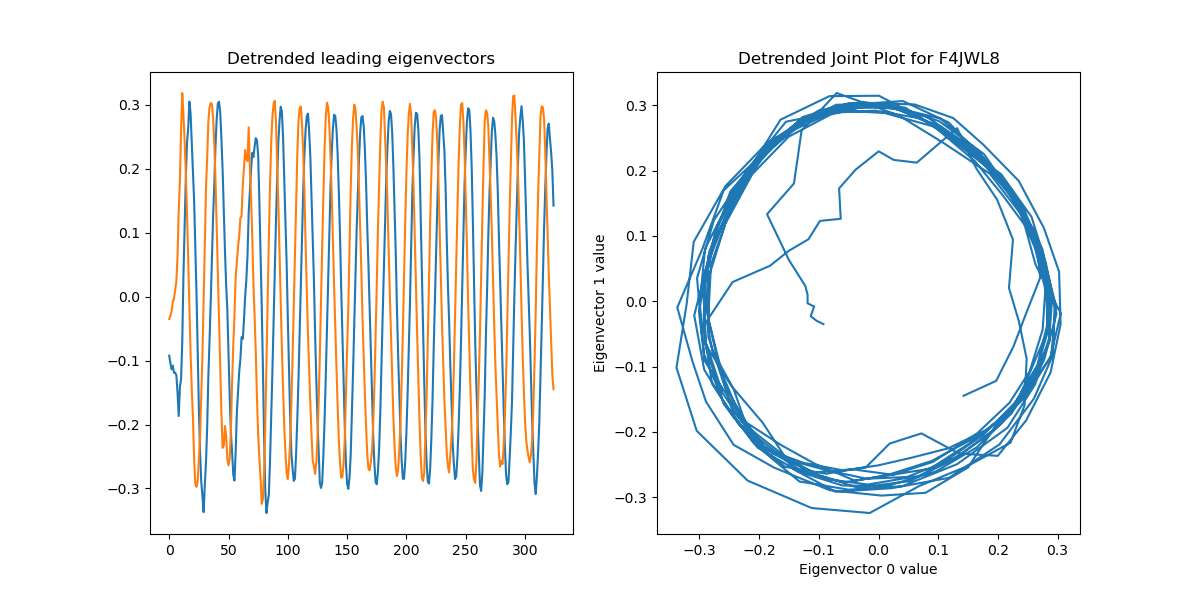 Detrended leading eigenvectors
0.3
0.2
0.1
0.0
−0.1
−0.2
−0.3
0 50 100 150 200 250 300
Detrended Joint Plot for F4JWL8
Eigenvector 1 value
0.3
0.2
0.1
0.0
−0.1
−0.2
−0.3
−0.3 −0.2 −0.1 0.0 0.1 0.2 0.3
Eigenvector 0 value